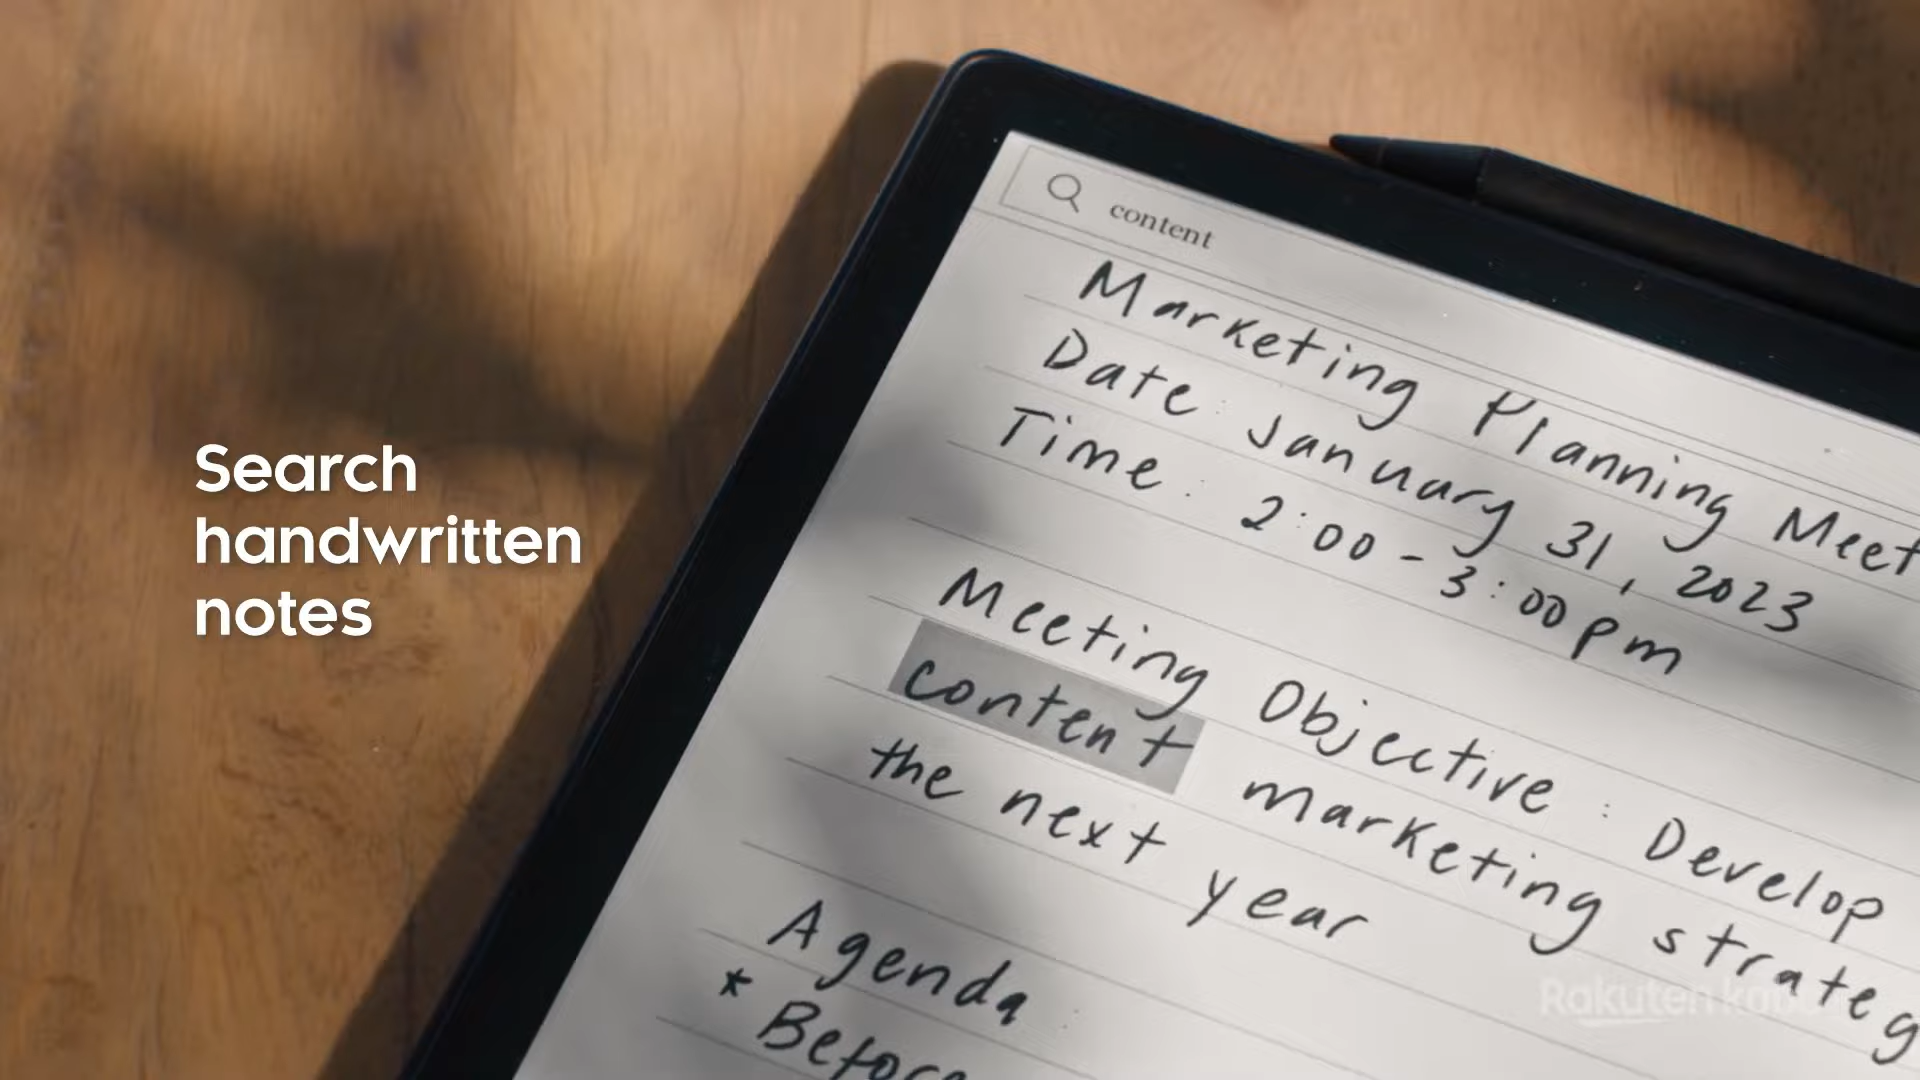 Search
handwritten
notes
content
Marketing Planning Meet
Date: January 31, 2023
Time: 2:00 - 3:00pm
Meeting Objective: Develop
content marketing strateg
the next year
Agenda:
* Before
Rakuten kobo